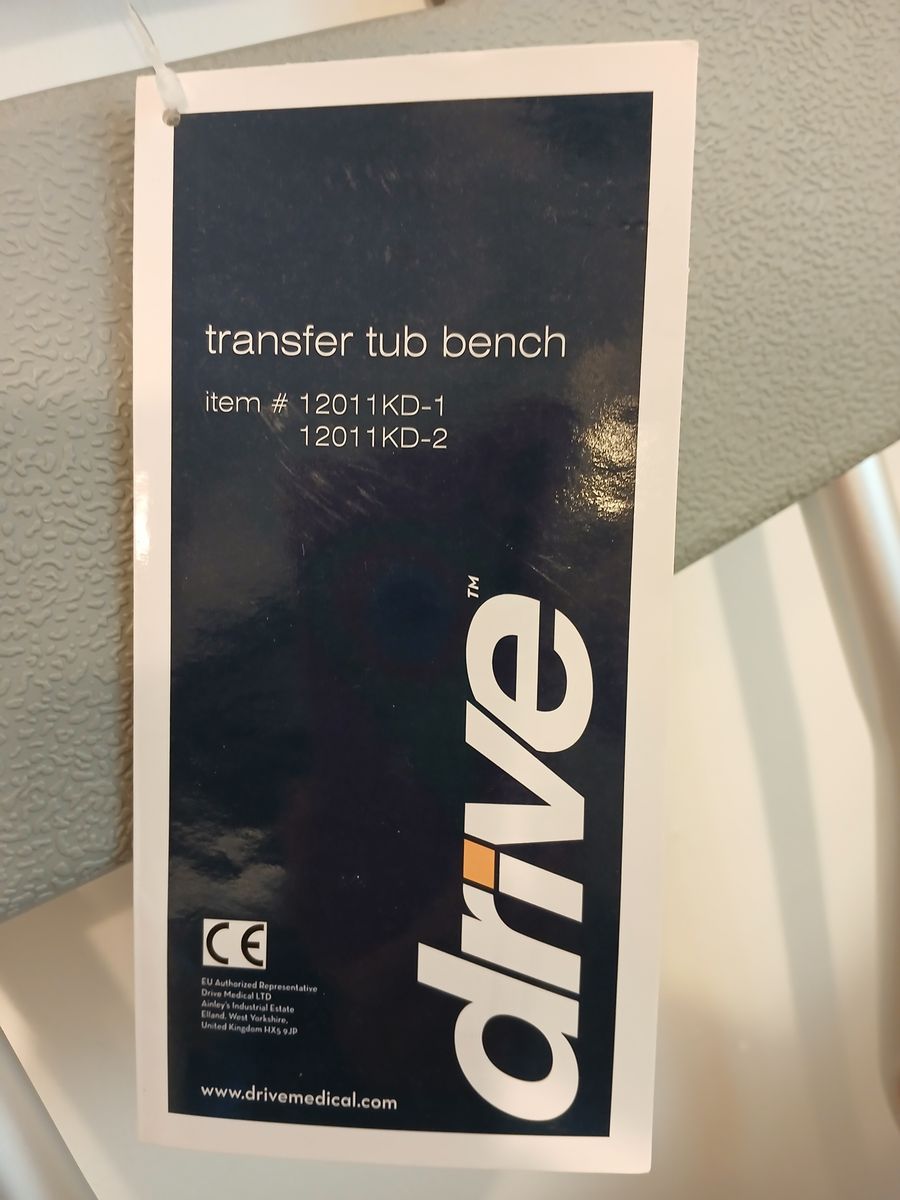 transfer tub bench
item # 12011KD-1
12011KD-2
drive™
CE
EU Authorized Representative
Drive Medical LTD
Ainley's Industrial Estate
Elland, West Yorkshire,
United Kingdom HX5 9JP
www.drivemedical.com